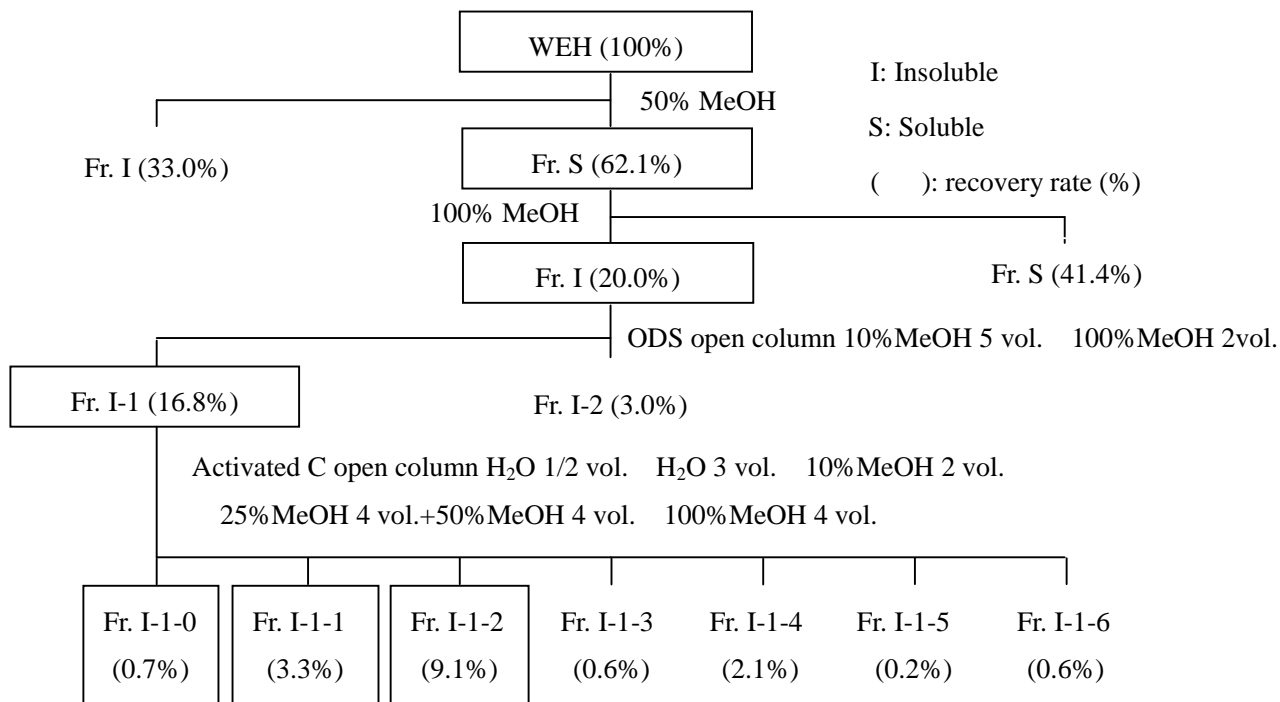 WEH (100%)
I: Insoluble
50% MeOH
S: Soluble
Fr. I (33.0%)
Fr. S (62.1%)
( ): recovery rate (%)
100% MeOH
Fr. I (20.0%)
Fr. S (41.4%)
ODS open column 10%MeOH 5 vol. 100%MeOH 2vol.
Fr. I-1 (16.8%)
Fr. I-2 (3.0%)
Activated C open column H₂O 1/2 vol. H₂O 3 vol. 10%MeOH 2 vol.
25%MeOH 4 vol.+50%MeOH 4 vol. 100%MeOH 4 vol.
Fr. I-1-0 Fr. I-1-1 Fr. I-1-2 Fr. I-1-3 Fr. I-1-4 Fr. I-1-5 Fr. I-1-6
(0.7%) (3.3%) (9.1%) (0.6%) (2.1%) (0.2%) (0.6%)